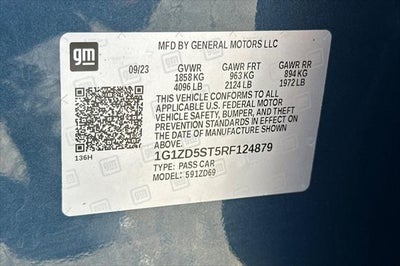 gm
MFD BY GENERAL MOTORS LLC
09/23 GVWR GAWR FRT GAWR RR
1858 KG 963 KG 894 KG
4096 LB 2124 LB 1972 LB
THIS VEHICLE CONFORMS TO ALL
APPLICABLE U.S. FEDERAL MOTOR
VEHICLE SAFETY, BUMPER, AND THEFT
PREVENTION STANDARDS IN EFFECT ON
THE DATE OF MANUFACTURE SHOWN
ABOVE.
136H
1G1ZD5ST5RF124879
TYPE: PASS CAR
MODEL: 591ZD69